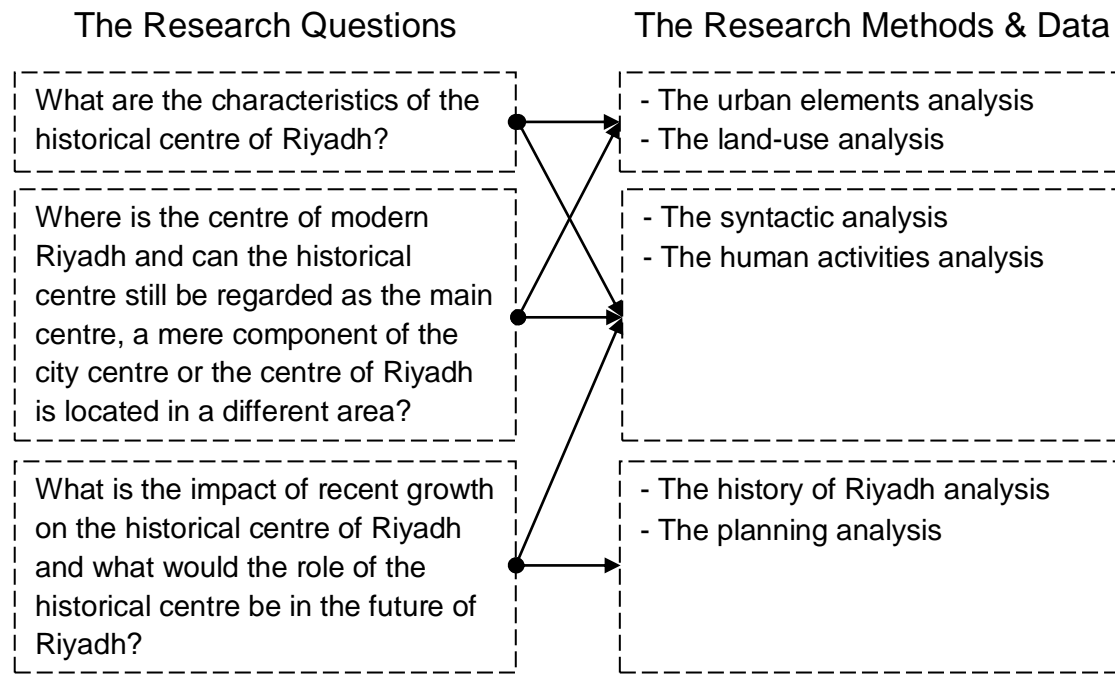 The Research Questions
The Research Methods & Data
What are the characteristics of the
historical centre of Riyadh?
- The urban elements analysis
- The land-use analysis
Where is the centre of modern
Riyadh and can the historical
centre still be regarded as the main
centre, a mere component of the
city centre or the centre of Riyadh
is located in a different area?
- The syntactic analysis
- The human activities analysis
What is the impact of recent growth
on the historical centre of Riyadh
and what would the role of the
historical centre be in the future of
Riyadh?
- The history of Riyadh analysis
- The planning analysis